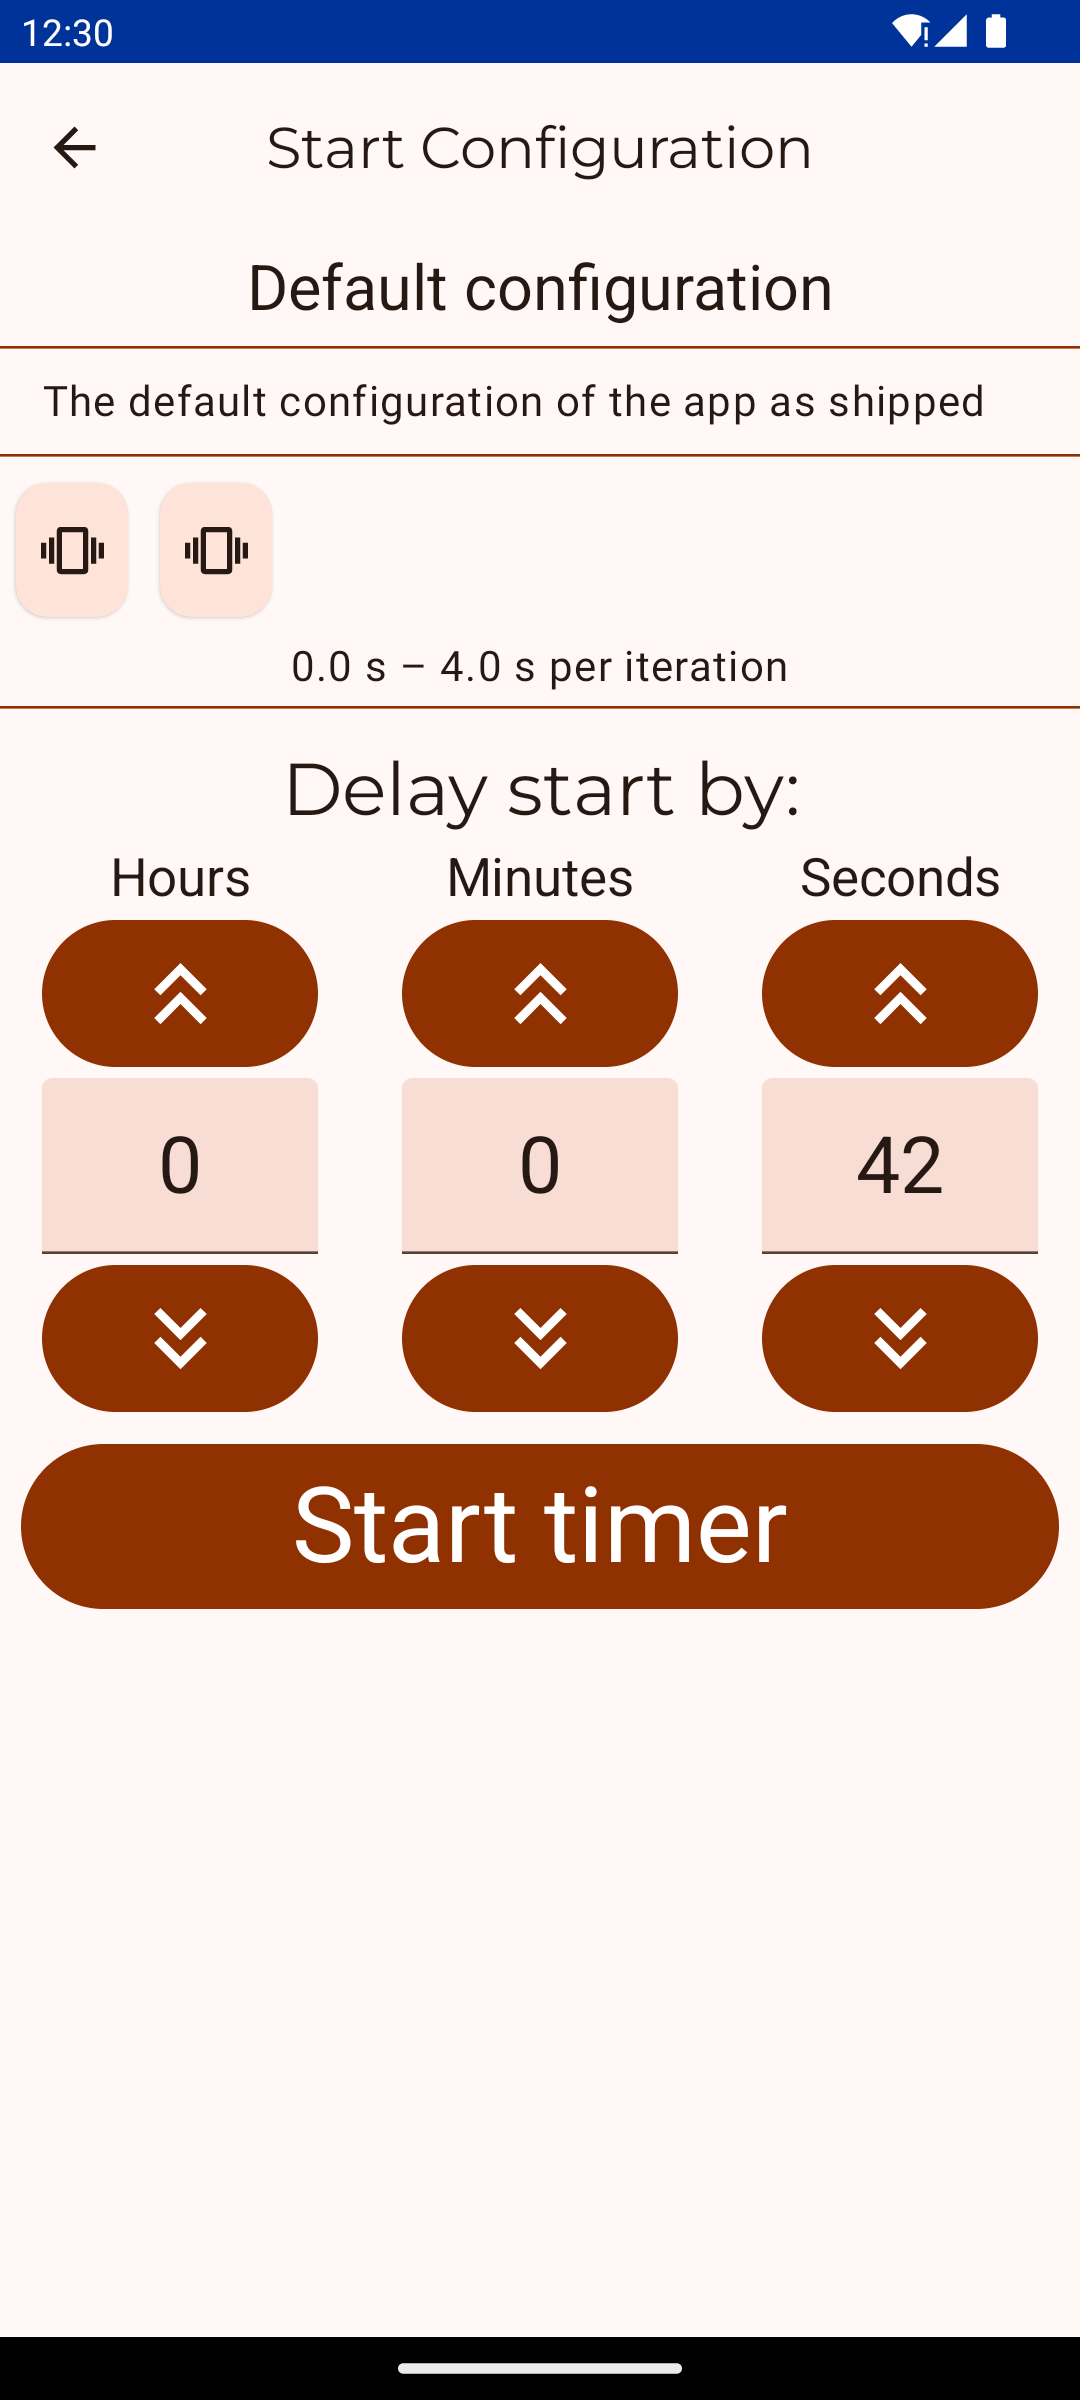 12:30
Start Configuration
Default configuration
The default configuration of the app as shipped
0.0 s – 4.0 s per iteration
Delay start by:
Hours Minutes Seconds
0 0 42
Start timer